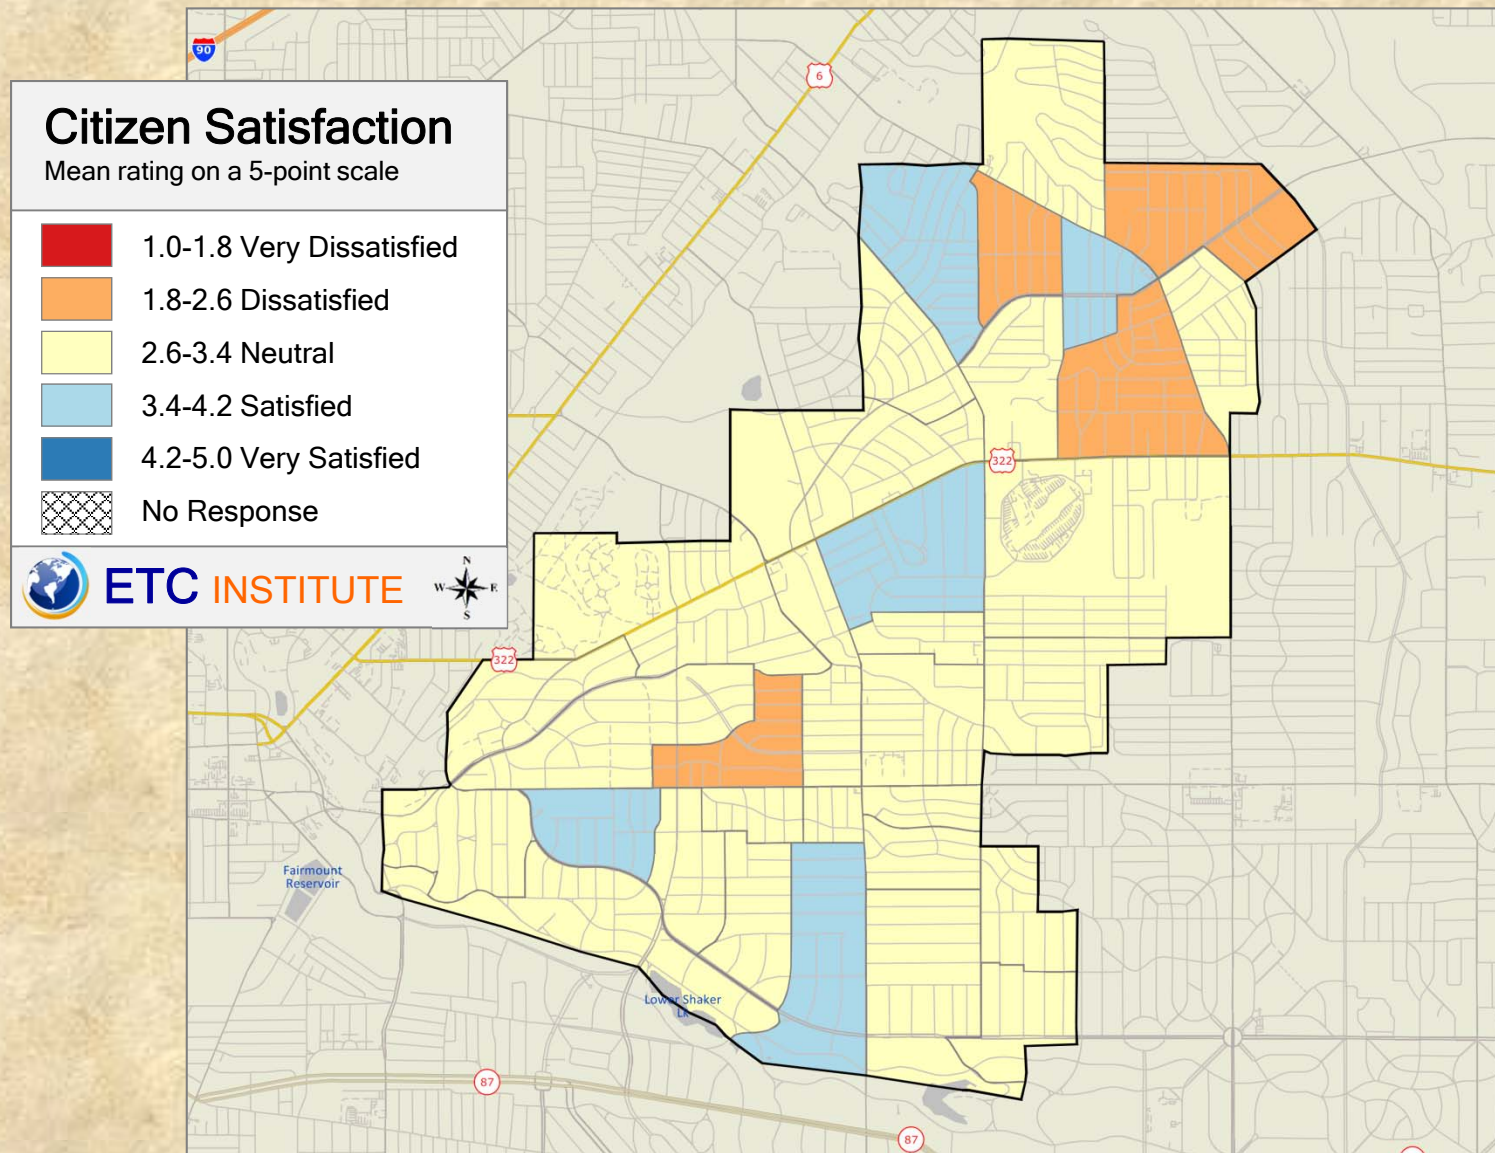 90
6
Citizen Satisfaction
Mean rating on a 5-point scale
1.0-1.8 Very Dissatisfied
1.8-2.6 Dissatisfied
2.6-3.4 Neutral
3.4-4.2 Satisfied
4.2-5.0 Very Satisfied
No Response
ETC INSTITUTE
N
W E
S
322
322
Fairmount
Reservoir
Lower Shaker
Lk
87
87